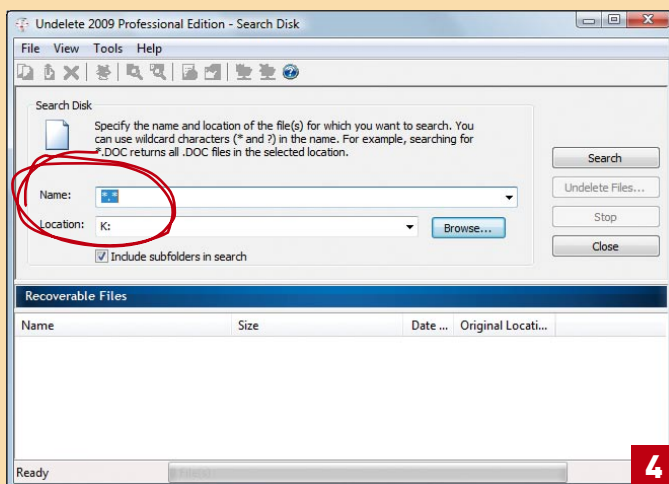 Undelete 2009 Professional Edition - Search Disk
File View Tools Help
Search Disk
Specify the name and location of the file(s) for which you want to search. You
can use wildcard characters (* and ?) in the name. For example, searching for
*.DOC returns all .DOC files in the selected location.
Search
Name: *.*
Undelete Files...
Location: K:
Browse...
Stop
Include subfolders in search
Close
Recoverable Files
Name Size Date ... Original Locati...
Ready
4